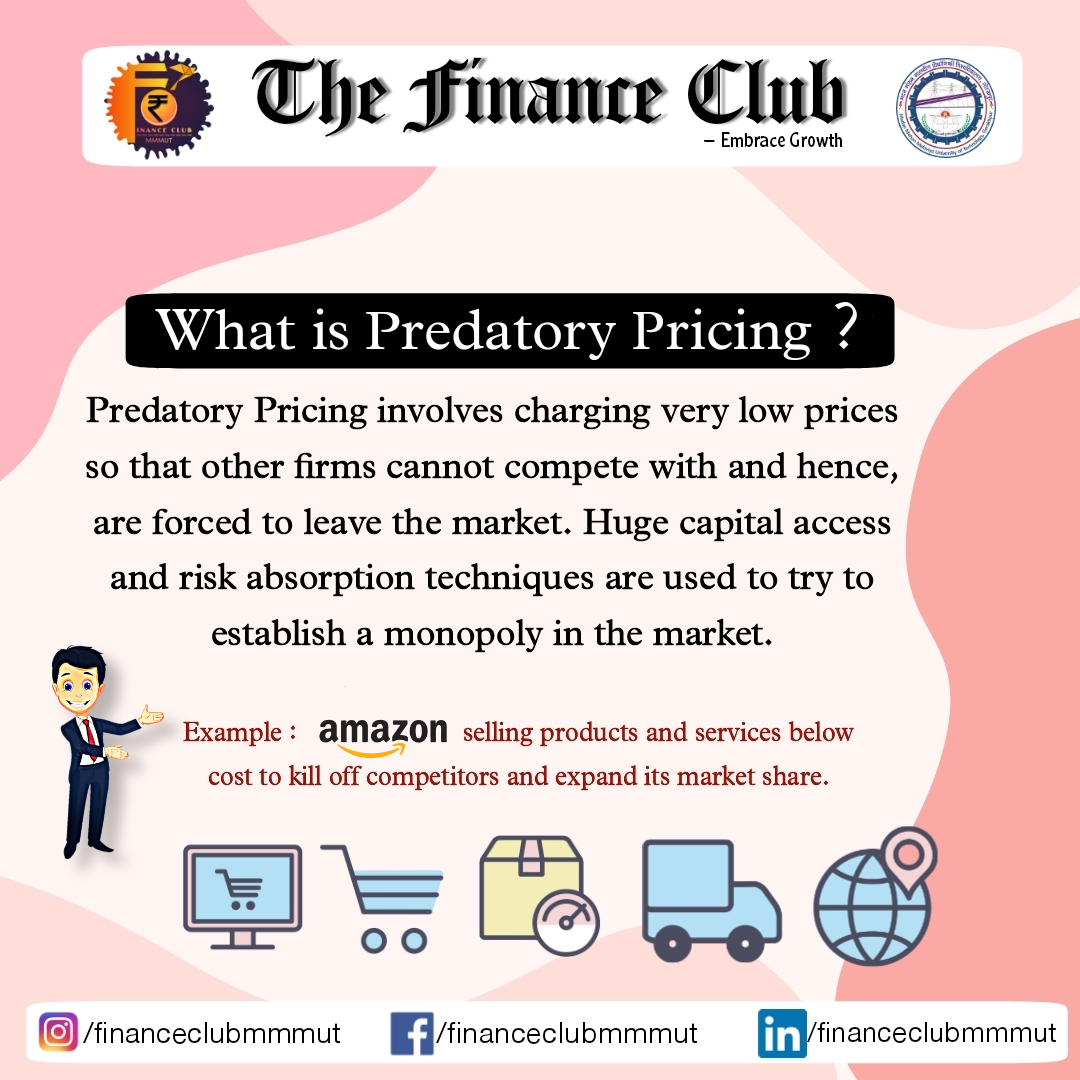 The Finance Club
– Embrace Growth
FINANCE CLUB
MMMUT
What is Predatory Pricing ?
Predatory Pricing involves charging very low prices
so that other firms cannot compete with and hence,
are forced to leave the market. Huge capital access
and risk absorption techniques are used to try to
establish a monopoly in the market.
Example : amazon selling products and services below
cost to kill off competitors and expand its market share.
/financeclubmmmut /financeclubmmmut /financeclubmmmut